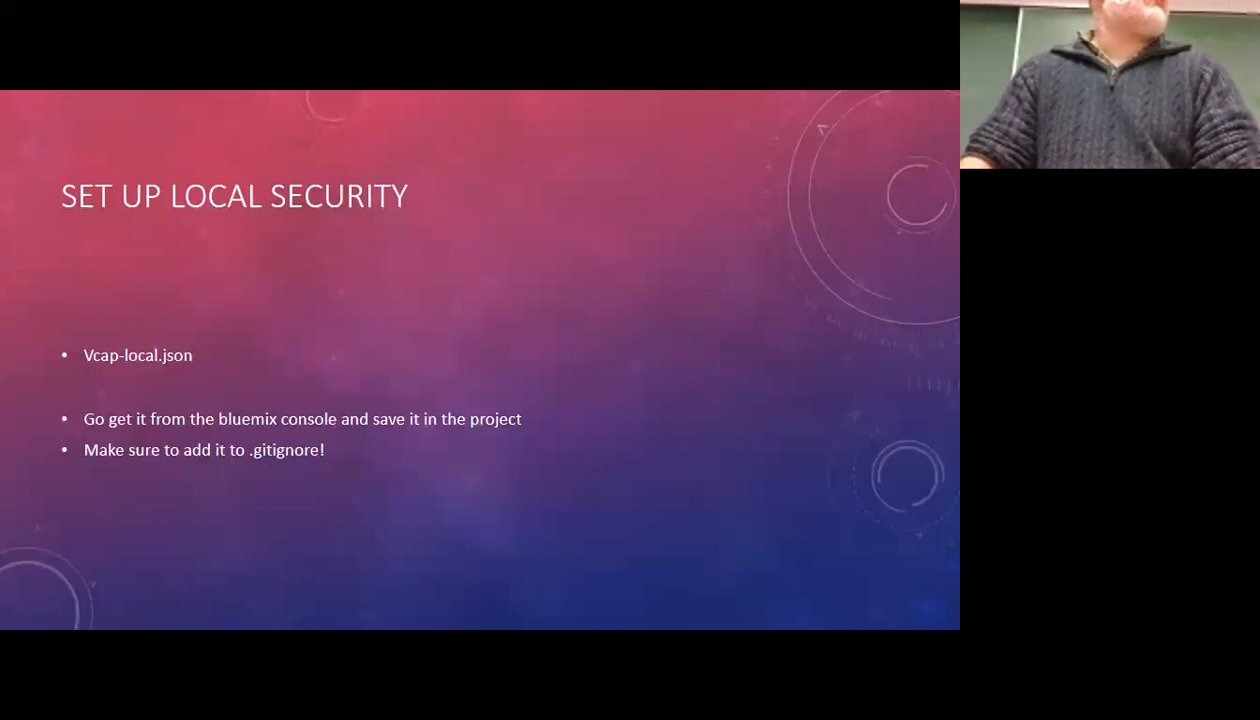 SET UP LOCAL SECURITY
• Vcap-local.json
• Go get it from the bluemix console and save it in the project
• Make sure to add it to .gitignore!